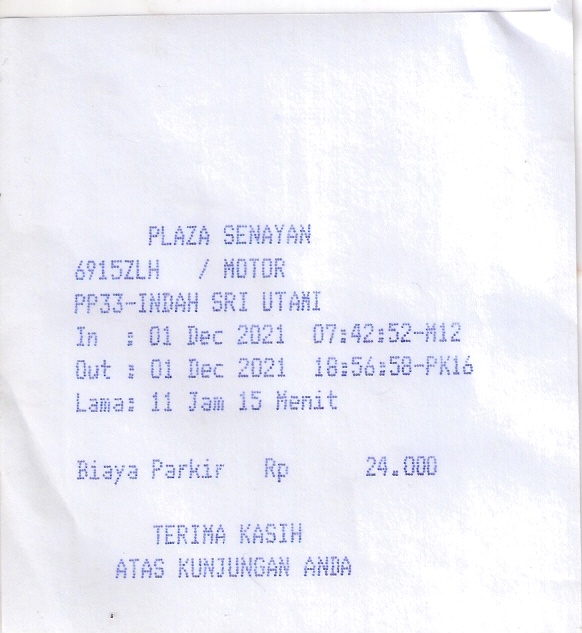 PLAZA SENAYAN
6915ZLH / MOTOR
PP33-INDAH SRI UTAMI
In : 01 Dec 2021 07:42:52-M12
Out : 01 Dec 2021 18:56:58-PK16
Lama: 11 Jam 15 Menit
Biaya Parkir Rp 24.000
TERIMA KASIH
ATAS KUNJUNGAN ANDA